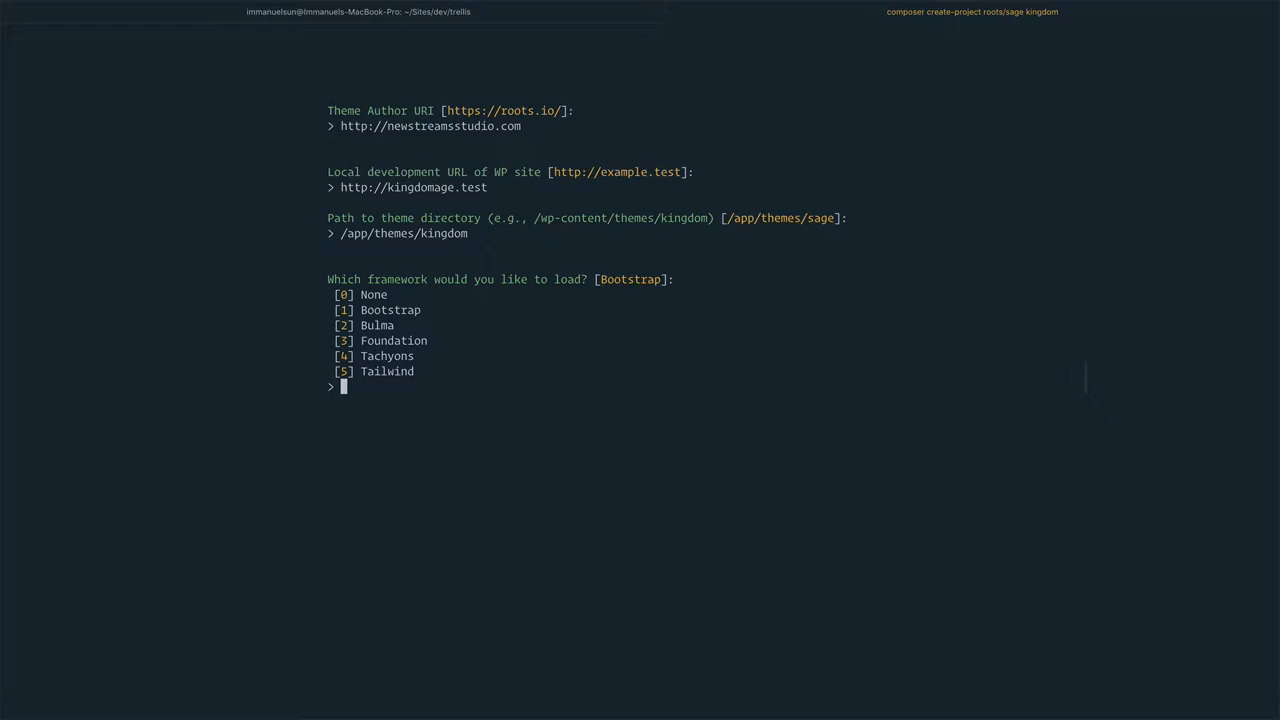 immanuelsun@Immanuels-MacBook-Pro: ~/Sites/dev/trellis
composer create-project roots/sage kingdom
Theme Author URI [https://roots.io/]:
> http://newstreamsstudio.com
Local development URL of WP site [http://example.test]:
> http://kingdomage.test
Path to theme directory (e.g., /wp-content/themes/kingdom) [/app/themes/sage]:
> /app/themes/kingdom
Which framework would you like to load? [Bootstrap]:
[0] None
[1] Bootstrap
[2] Bulma
[3] Foundation
[4] Tachyons
[5] Tailwind
>